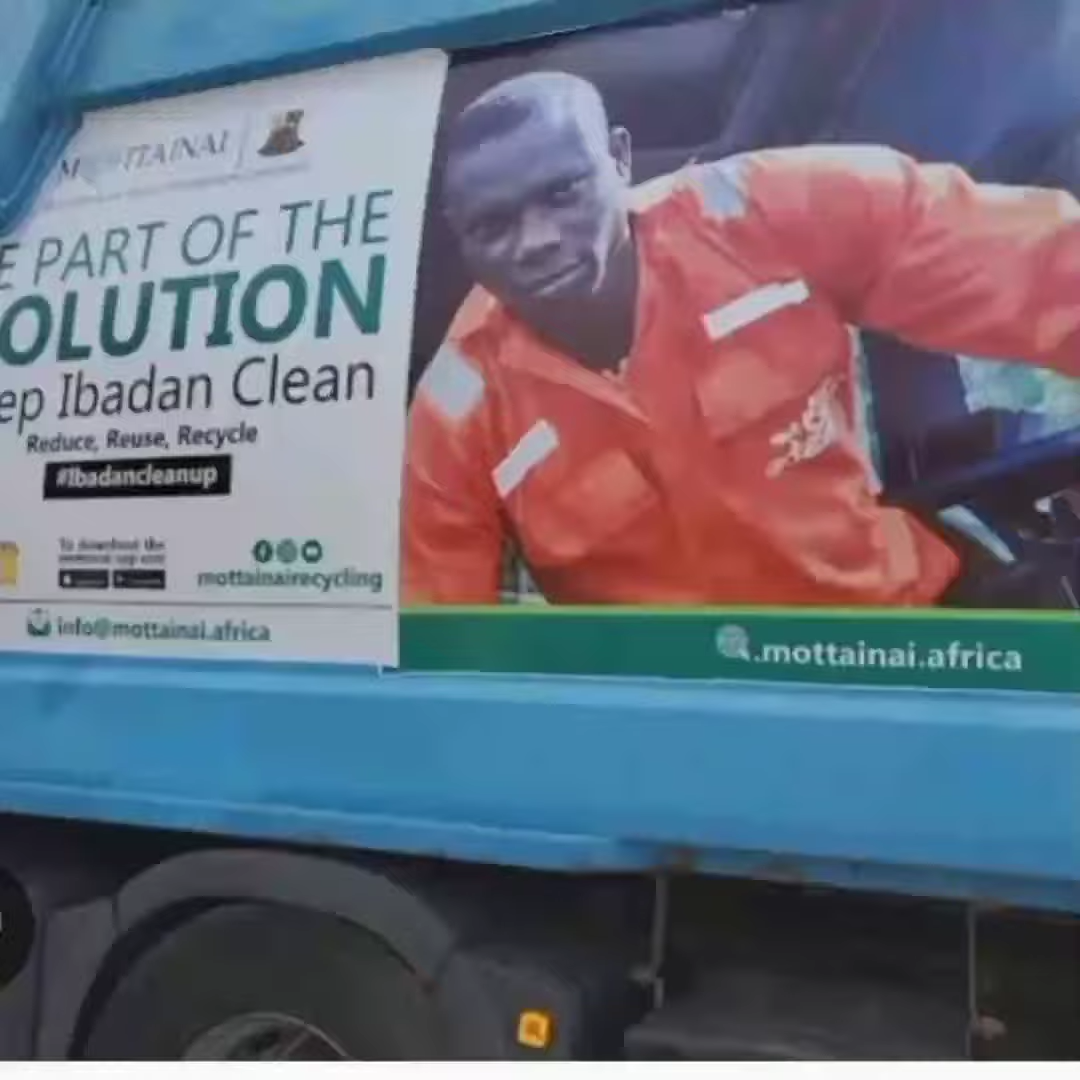 MOTTAINAI
E PART OF THE
OLUTION
ep Ibadan Clean
Reduce, Reuse, Recycle
#Ibadancleanup
To download the
mottainairecycling
info@mottainai.africa
.mottainai.africa